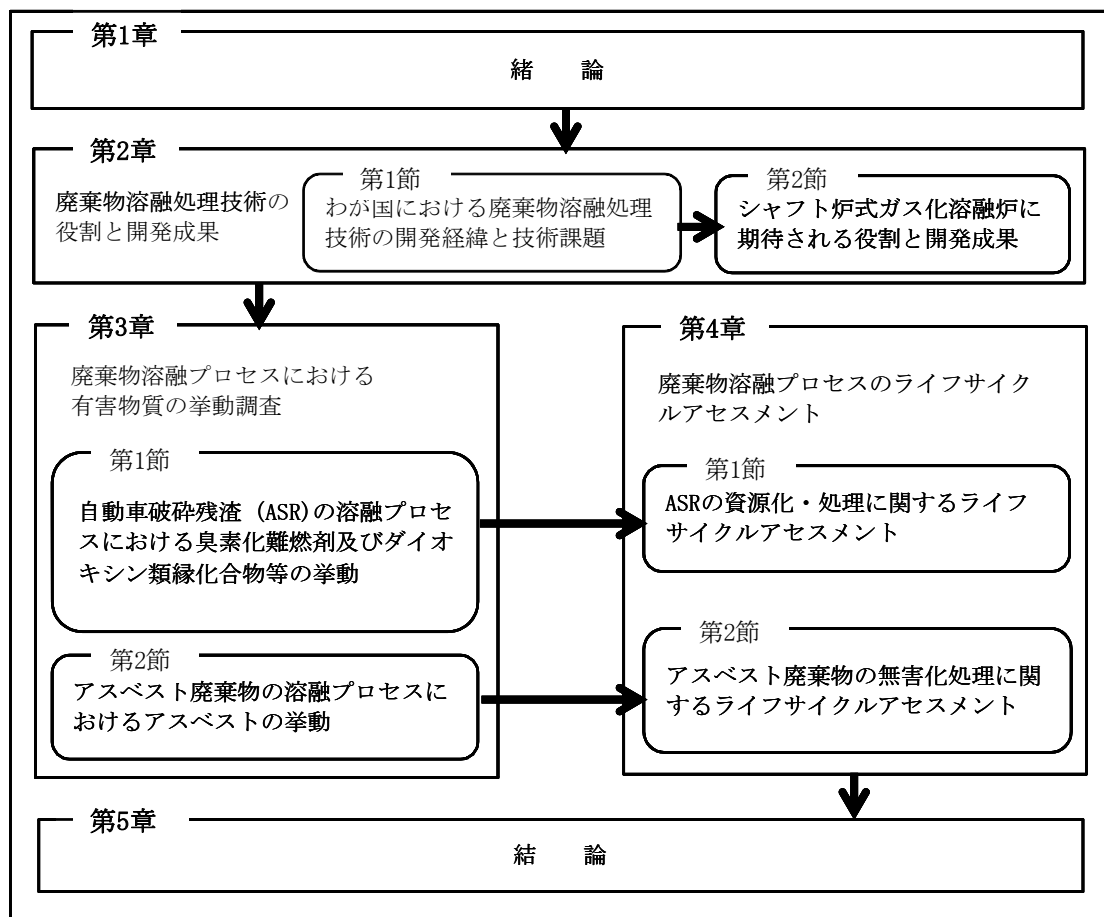 第1章
緒　　論
第2章
廃棄物溶融処理技術の
役割と開発成果
第1節
わが国における廃棄物溶融処理
技術の開発経緯と技術課題
第2節
シャフト炉式ガス化溶融炉に
期待される役割と開発成果
第3章
廃棄物溶融プロセスにおける
有害物質の挙動調査
第1節
自動車破砕残渣 (ASR)の溶融プロセ
スにおける臭素化難燃剤及びダイオ
キシン類縁化合物等の挙動
第2節
アスベスト廃棄物の溶融プロセスに
おけるアスベストの挙動
第4章
廃棄物溶融プロセスのライフサイク
ルアセスメント
第1節
ASRの資源化・処理に関するライフ
サイクルアセスメント
第2節
アスベスト廃棄物の無害化処理に関
するライフサイクルアセスメント
第5章
結　　論